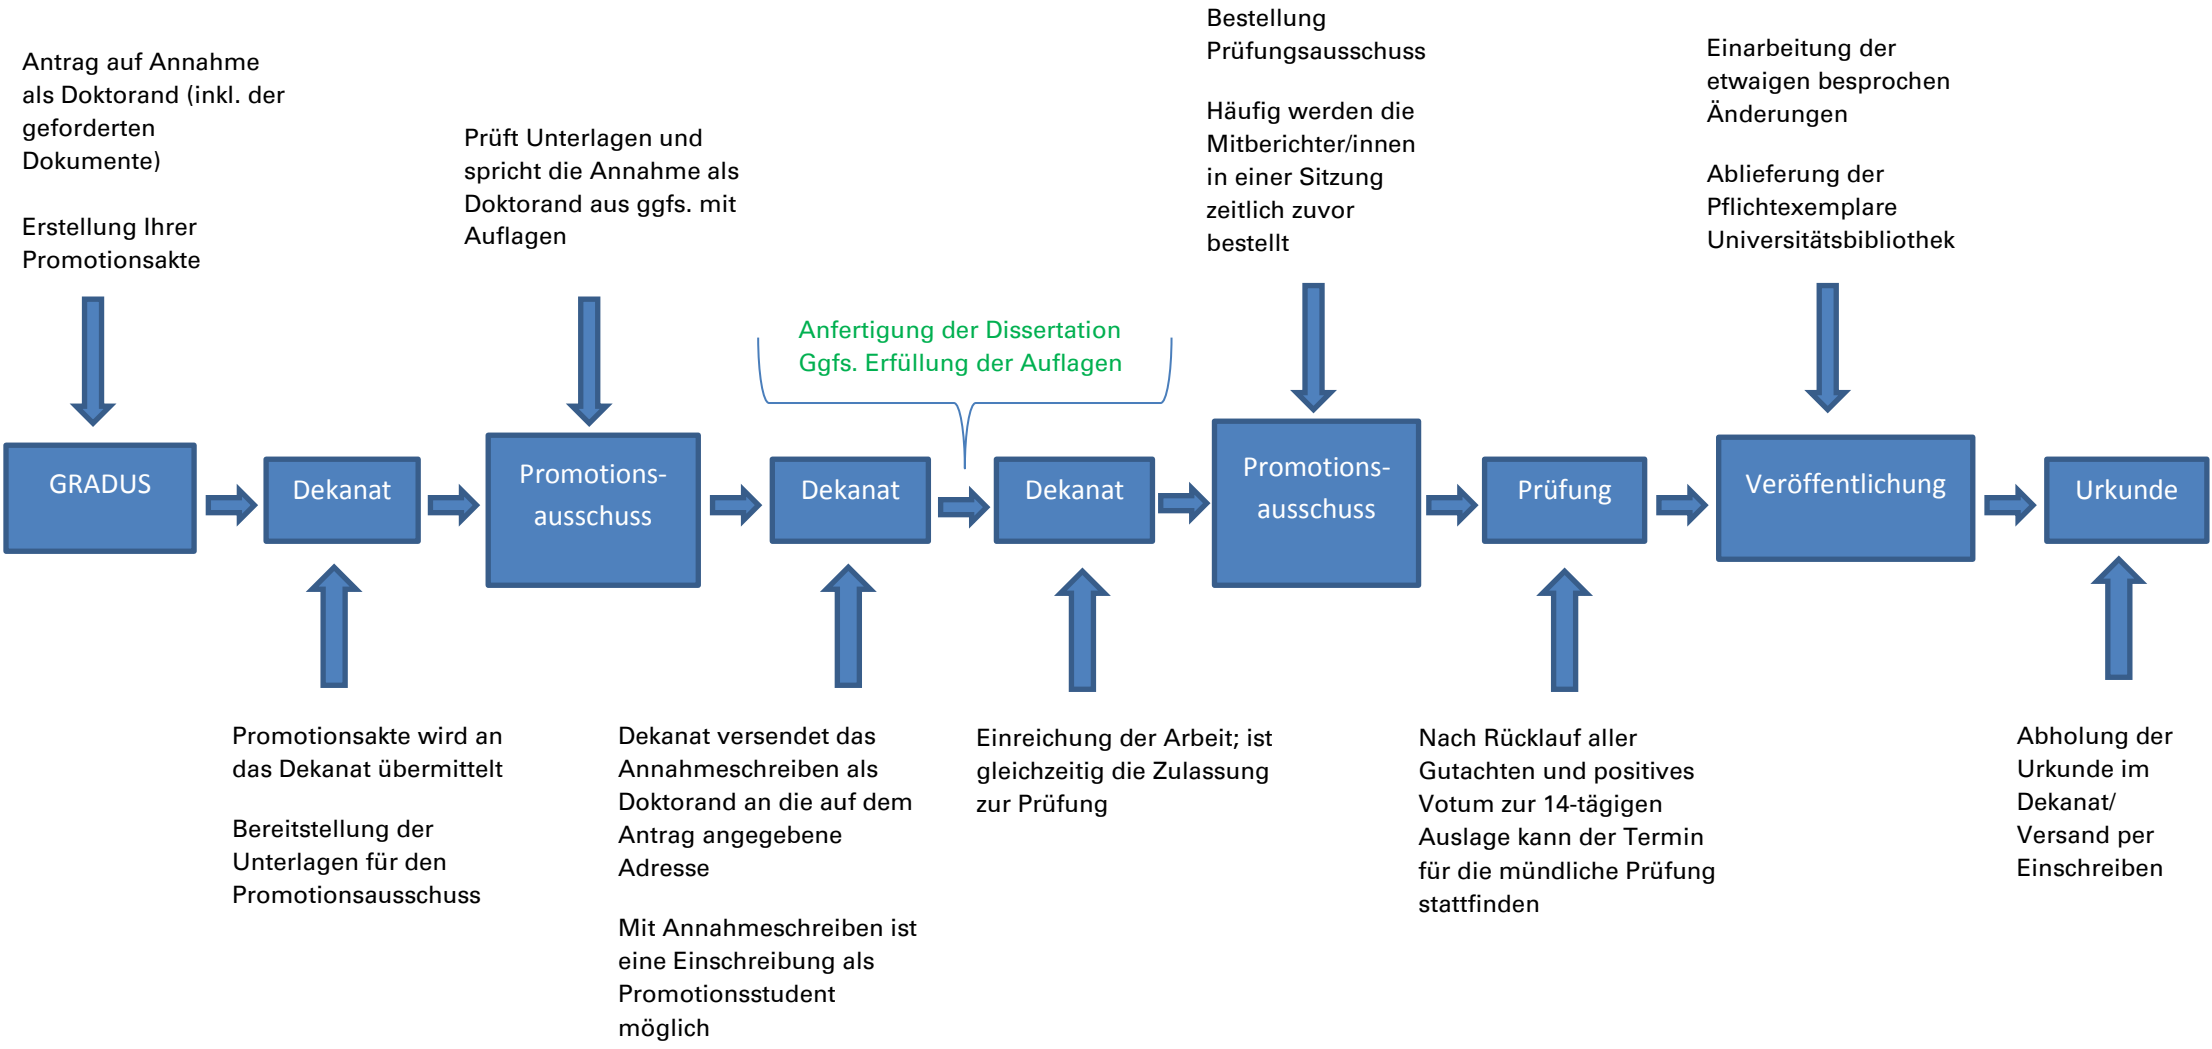 Antrag auf Annahme
als Doktorand (inkl. der
geforderten
Dokumente)
Erstellung Ihrer
Promotionsakte
Prüft Unterlagen und
spricht die Annahme als
Doktorand aus ggfs. mit
Auflagen
Anfertigung der Dissertation
Ggfs. Erfüllung der Auflagen
Bestellung
Prüfungsausschuss
Häufig werden die
Mitberichter/innen
in einer Sitzung
zeitlich zuvor
bestellt
Einarbeitung der
etwaigen besprochen
Änderungen
Ablieferung der
Pflichtexemplare
Universitätsbibliothek
GRADUS
Dekanat
Promotions-
ausschuss
Dekanat
Dekanat
Promotions-
ausschuss
Prüfung
Veröffentlichung
Urkunde
Promotionsakte wird an
das Dekanat übermittelt
Bereitstellung der
Unterlagen für den
Promotionsausschuss
Dekanat versendet das
Annahmeschreiben als
Doktorand an die auf dem
Antrag angegebene
Adresse
Mit Annahmeschreiben ist
eine Einschreibung als
Promotionsstudent
möglich
Einreichung der Arbeit; ist
gleichzeitig die Zulassung
zur Prüfung
Nach Rücklauf aller
Gutachten und positives
Votum zur 14-tägigen
Auslage kann der Termin
für die mündliche Prüfung
stattfinden
Abholung der
Urkunde im
Dekanat/
Versand per
Einschreiben